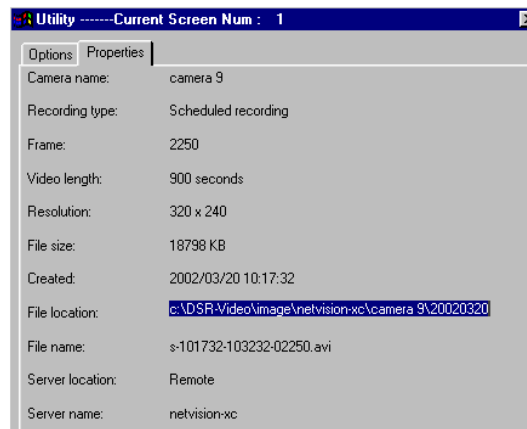 Utility -------Current Screen Num : 1
Options Properties
Camera name: camera 9
Recording type: Scheduled recording
Frame: 2250
Video length: 900 seconds
Resolution: 320 x 240
File size: 18798 KB
Created: 2002/03/20 10:17:32
File location: c:\DSR-Video\image\netvision-xc\camera 9\20020320
File name: s-101732-103232-02250.avi
Server location: Remote
Server name: netvision-xc